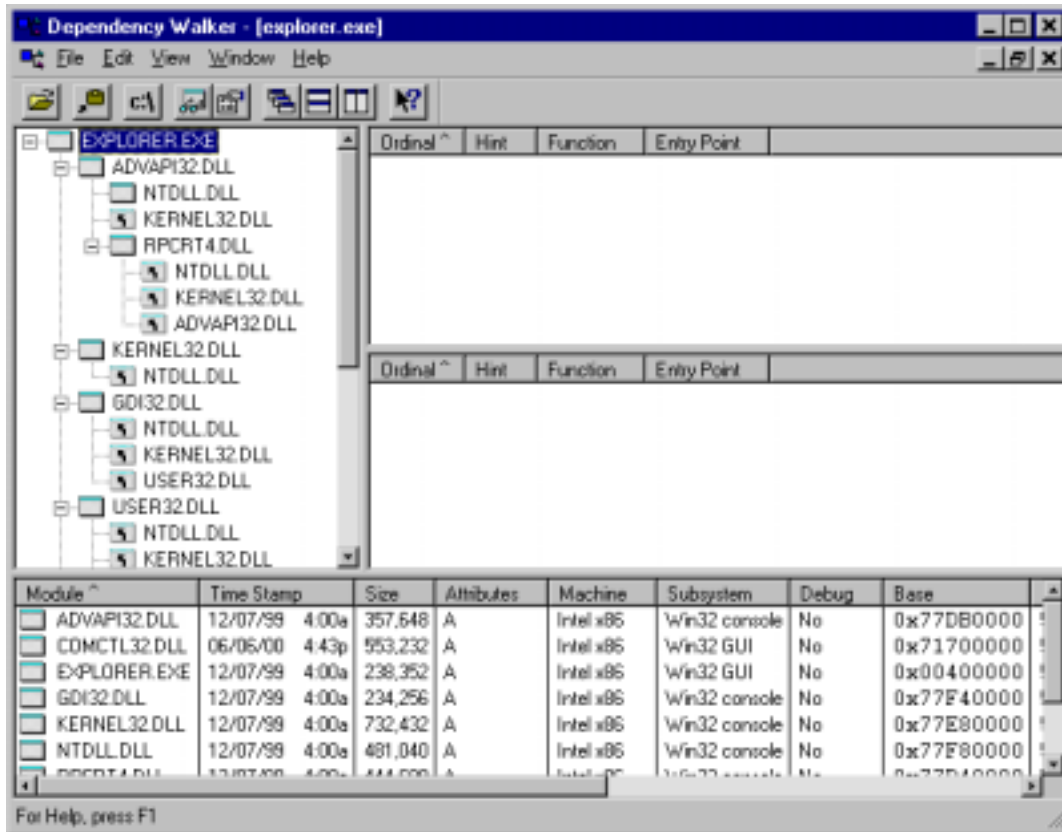 Dependency Walker - [explorer.exe]
File Edit View Window Help
c:\
EXPLORER.EXE
ADVAPI32.DLL
NTDLL.DLL
KERNEL32.DLL
RPCRT4.DLL
NTDLL.DLL
KERNEL32.DLL
ADVAPI32.DLL
KERNEL32.DLL
NTDLL.DLL
GDI32.DLL
NTDLL.DLL
KERNEL32.DLL
USER32.DLL
USER32.DLL
NTDLL.DLL
KERNEL32.DLL
Ordinal ^ Hint Function Entry Point
Ordinal ^ Hint Function Entry Point
Module ^ Time Stamp Size Attributes Machine Subsystem Debug Base
ADVAPI32.DLL 12/07/99 4:00a 357,648 A Intel x86 Win32 console No 0x77DB0000
COMCTL32.DLL 06/06/00 4:43p 553,232 A Intel x86 Win32 GUI No 0x71700000
EXPLORER.EXE 12/07/99 4:00a 238,352 A Intel x86 Win32 GUI No 0x00400000
GDI32.DLL 12/07/99 4:00a 234,256 A Intel x86 Win32 console No 0x77F40000
KERNEL32.DLL 12/07/99 4:00a 732,432 A Intel x86 Win32 console No 0x77E80000
NTDLL.DLL 12/07/99 4:00a 481,040 A Intel x86 Win32 console No 0x77F80000
For Help, press F1